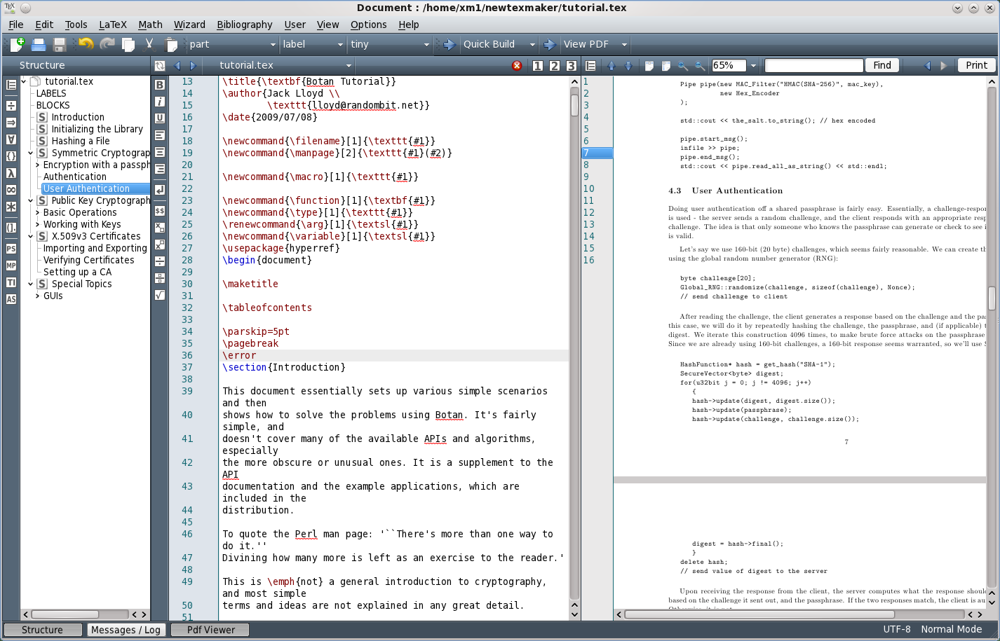 Document : /home/xm1/newtexmaker/tutorial.tex
File Edit Tools LaTeX Math Wizard Bibliography User View Options Help
part label tiny Quick Build View PDF
Structure tutorial.tex 1 2 3 65% Find Print
tutorial.tex
LABELS
BLOCKS
S Introduction
S Initializing the Library
S Hashing a File
S Symmetric Cryptograp
Encryption with a passph
Authentication
User Authentication
S Public Key Cryptograph
Basic Operations
Working with Keys
S X.509v3 Certificates
Importing and Exporting
Verifying Certificates
Setting up a CA
S Special Topics
GUIs
PS
MP
TI
AS
B
i
U
$$
13 \title{\textbf{Botan Tutorial}}
14 \author{Jack Lloyd \\
15 \texttt{lloyd@randombit.net}}
16 \date{2009/07/08}
17
18 \newcommand{\filename}[1]{\texttt{#1}}
19 \newcommand{\manpage}[2]{\texttt{#1}(#2)}
20
21 \newcommand{\macro}[1]{\texttt{#1}}
22
23 \newcommand{\function}[1]{\textbf{#1}}
24 \newcommand{\type}[1]{\texttt{#1}}
25 \renewcommand{\arg}[1]{\textsl{#1}}
26 \newcommand{\variable}[1]{\textsl{#1}}
27 \usepackage{hyperref}
28 \begin{document}
29
30 \maketitle
31
32 \tableofcontents
33
34 \parskip=5pt
35 \pagebreak
36 \error
37 \section{Introduction}
38
39 This document essentially sets up various simple scenarios
and then
40 shows how to solve the problems using Botan. It's fairly
simple, and
41 doesn't cover many of the available APIs and algorithms,
especially
42 the more obscure or unusual ones. It is a supplement to the
API
43 documentation and the example applications, which are
included in the
44 distribution.
45
46 To quote the Perl man page: '``There's more than one way to
do it.''
47 Divining how many more is left as an exercise to the reader.'
48
49 This is \emph{not} a general introduction to cryptography,
and most simple
50 terms and ideas are not explained in any great detail.
51
1
2
3
4
5
6
7
8
9
10
11
12
13
14
15
16
Pipe pipe(new MAC_Filter("HMAC(SHA-256)", mac_key),
new Hex_Encoder
);
std::cout << the_salt.to_string(); // hex encoded
pipe.start_msg();
infile >> pipe;
pipe.end_msg();
std::cout << pipe.read_all_as_string() << std::endl;
4.3 User Authentication
Doing user authentication off a shared passphrase is fairly easy. Essentially, a challenge-respon
is used - the server sends a random challenge, and the client responds with an appropriate resp
challenge. The idea is that only someone who knows the passphrase can generate or check to see i
is valid.
Let's say we use 160-bit (20 byte) challenges, which seems fairly reasonable. We can create th
using the global random number generator (RNG):
byte challenge[20];
Global_RNG::randomize(challenge, sizeof(challenge), Nonce);
// send challenge to client
After reading the challenge, the client generates a response based on the challenge and the pas
this case, we will do it by repeatedly hashing the challenge, the passphrase, and (if applicable) t
digest. We iterate this construction 4096 times, to make brute force attacks on the passphrase
Since we are already using 160-bit challenges, a 160-bit response seems warranted, so we'll use S
HashFunction* hash = get_hash("SHA-1");
SecureVector<byte> digest;
for(u32bit j = 0; j != 4096; j++)
{
hash->update(digest, digest.size());
hash->update(passphrase);
hash->update(challenge, challenge.size());
7
digest = hash->final();
}
delete hash;
// send value of digest to the server
Upon receiving the response from the client, the server computes what the response shoul
based on the challenge it sent out, and the passphrase. If the two responses match, the client is au
Structure Messages / Log Pdf Viewer UTF-8 Normal Mode